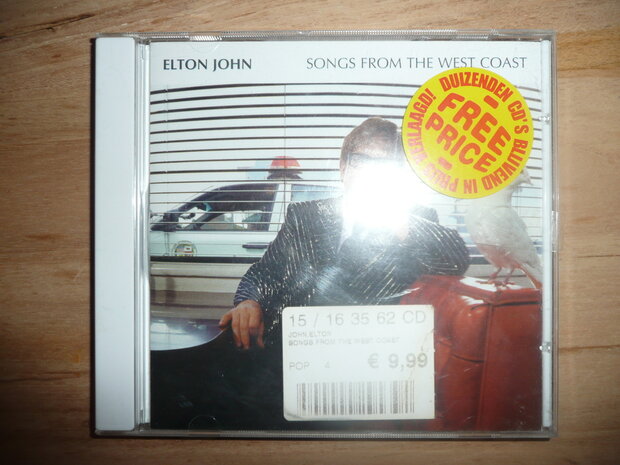 ELTON JOHN
SONGS FROM THE WEST COAST
DUIZENDEN CD'S BLIJVEND IN PRIJS VERLAAGD!
FREE
PRICE
15 / 16 35 62 CD
JOHN,ELTON
SONGS FROM THE WEST COAST
POP 4
€ 9,99